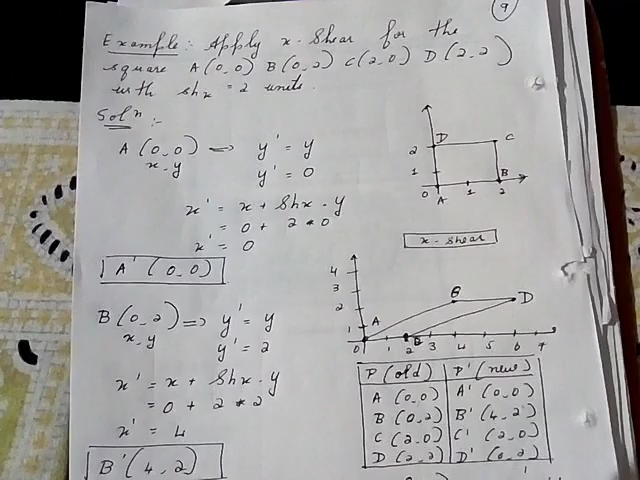 9
Example: Apply x-Shear for the
square A(0,0) B(0,2) C(2,0) D(2,2)
with shx = 2 units.
Solⁿ:-
A(0,0) => y' = y
x-y y' = 0
x' = x + Shx · y
= 0 + 2*0
x' = 0
A'(0,0)
B(0,2) => y' = y
x-y y' = 2
x' = x + Shx · y
= 0 + 2*2
x' = 4
B'(4,2)
2 D C
1 B
0 A 1 2
x-shear
4
3
2 B D
1 A
0 1 2 3 4 5 6 7
P(old) P'(new)
A (0,0) A'(0,0)
B (0,2) B'(4,2)
C (2,0) C'(2,0)
D (2,2) D'(0,2)